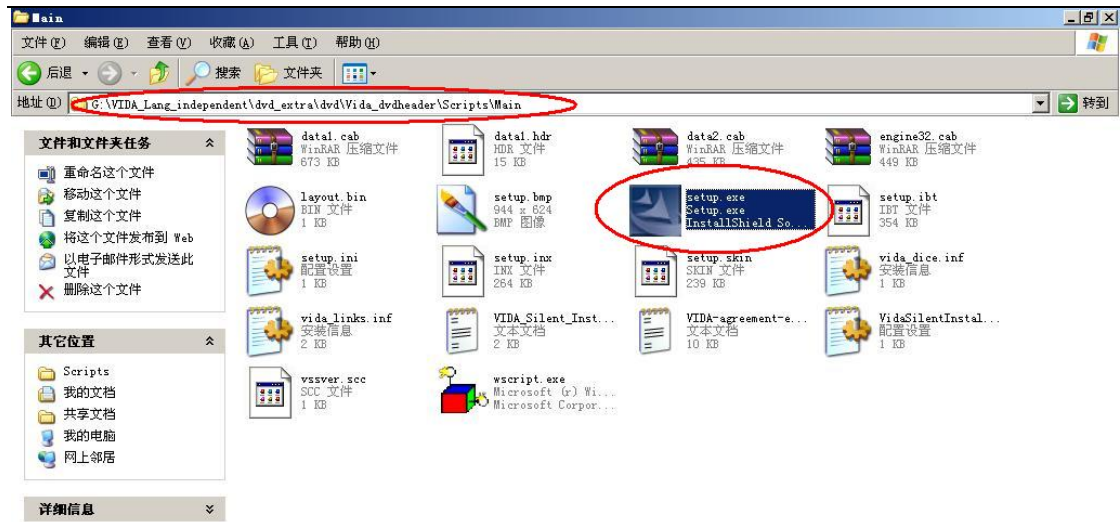 Main
文件(F) 编辑(E) 查看(V) 收藏(A) 工具(T) 帮助(H)
后退 搜索 文件夹
地址(D) G:\VIDA_Lang_independent\dvd_extra\dvd\Vida_dvdheader\Scripts\Main 转到
文件和文件夹任务
重命名这个文件
移动这个文件
复制这个文件
将这个文件发布到 Web
以电子邮件形式发送此
文件
删除这个文件
其它位置
Scripts
我的文档
共享文档
我的电脑
网上邻居
详细信息
data1.cab
WinRAR 压缩文件
673 KB
data1.hdr
HDR 文件
15 KB
data2.cab
WinRAR 压缩文件
435 KB
engine32.cab
WinRAR 压缩文件
449 KB
layout.bin
BIN 文件
1 KB
setup.bmp
944 x 624
BMP 图像
setup.exe
Setup.exe
InstallShield So...
setup.ibt
IBT 文件
354 KB
setup.ini
配置设置
1 KB
setup.inx
INX 文件
264 KB
setup.skin
SKIN 文件
239 KB
vida_dice.inf
安装信息
1 KB
vida_links.inf
安装信息
2 KB
VIDA_Silent_Inst...
文本文档
2 KB
VIDA-agreement-e...
文本文档
10 KB
VidaSilentInstal...
配置设置
1 KB
vssver.scc
SCC 文件
1 KB
wscript.exe
Microsoft (r) Wi...
Microsoft Corpor...